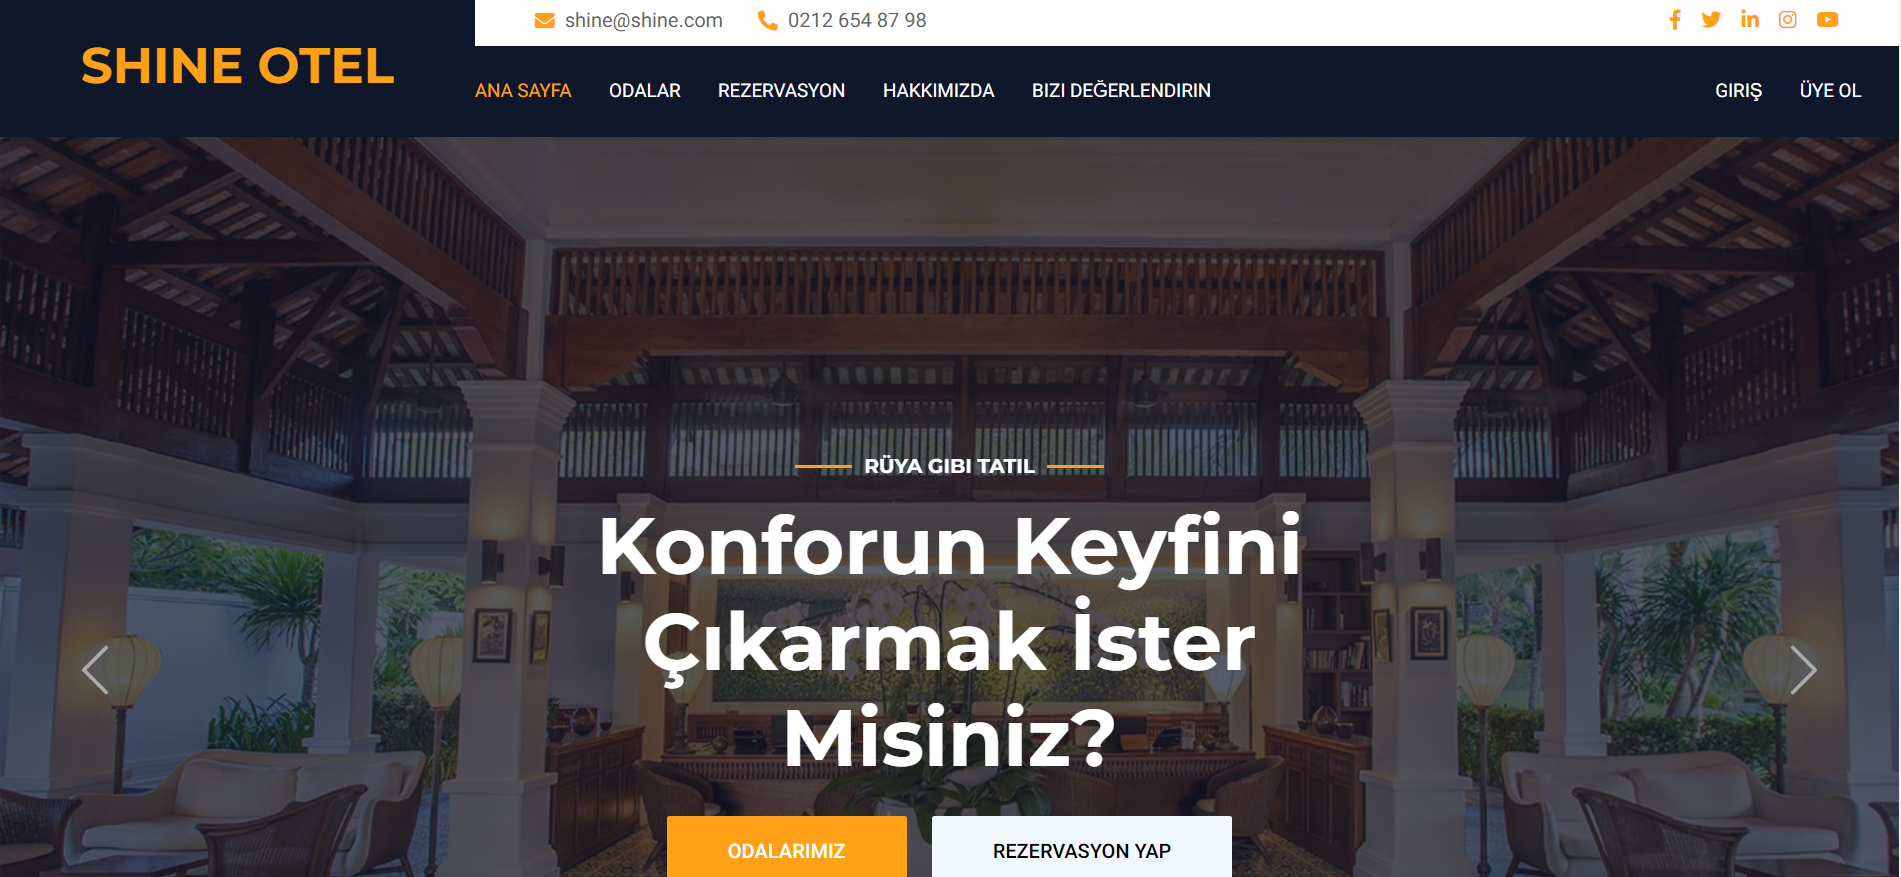 shine@shine.com 0212 654 87 98
SHINE OTEL
ANA SAYFA ODALAR REZERVASYON HAKKIMIZDA BIZI DEĞERLENDIRIN GIRIŞ ÜYE OL
RÜYA GIBI TATIL
Konforun Keyfini
Çıkarmak İster
Misiniz?
ODALARIMIZ REZERVASYON YAP